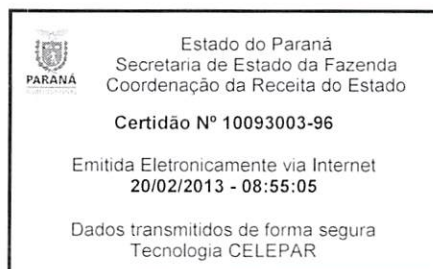 Estado do Paraná
Secretaria de Estado da Fazenda
Coordenação da Receita do Estado
PARANÁ
Certidão Nº 10093003-96
Emitida Eletronicamente via Internet
20/02/2013 - 08:55:05
Dados transmitidos de forma segura
Tecnologia CELEPAR